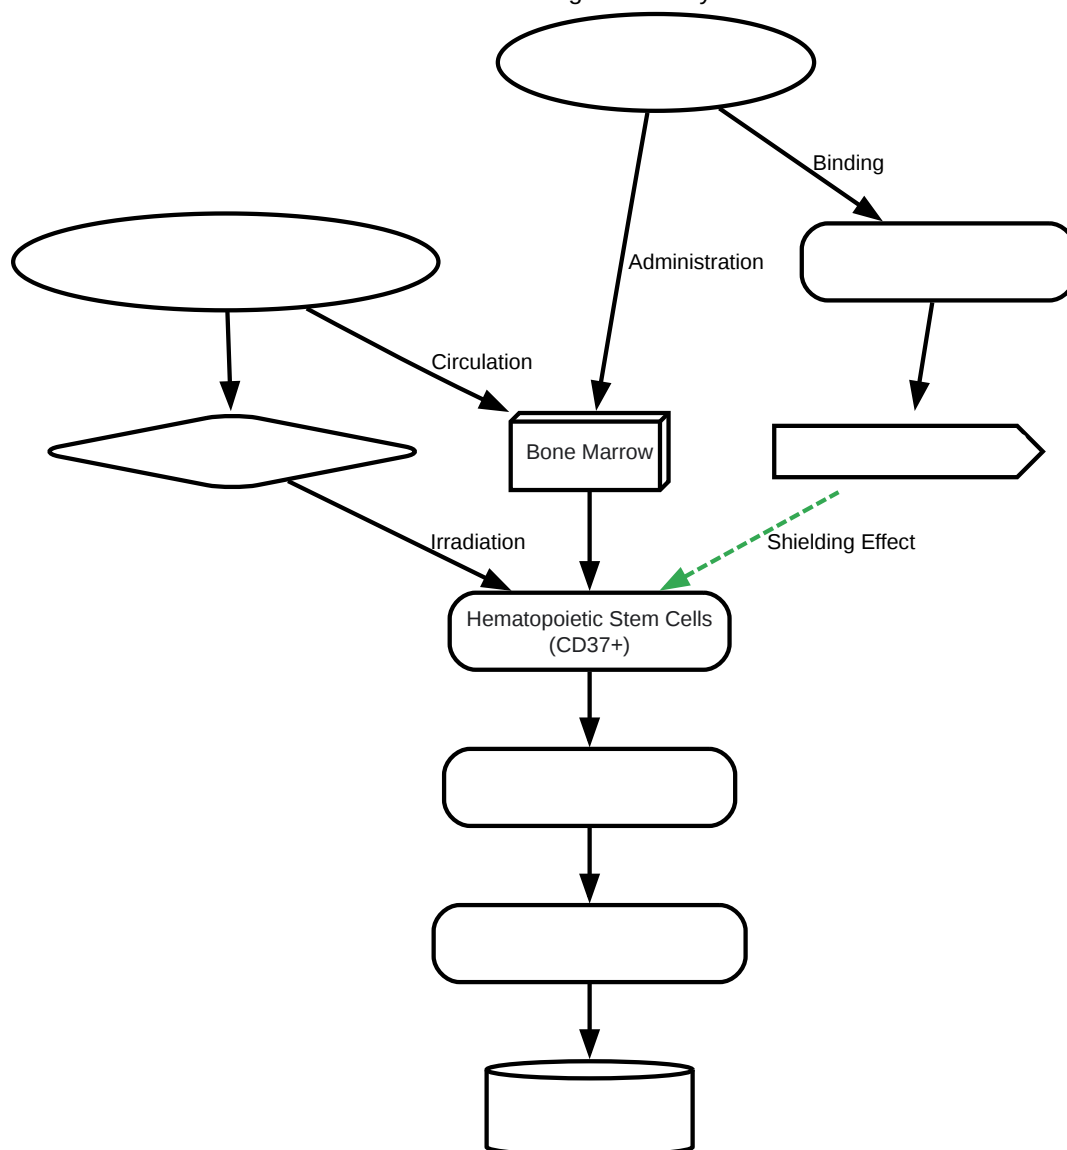 Binding
Administration
Circulation
Bone Marrow
Irradiation
Shielding Effect
Hematopoietic Stem Cells
(CD37+)